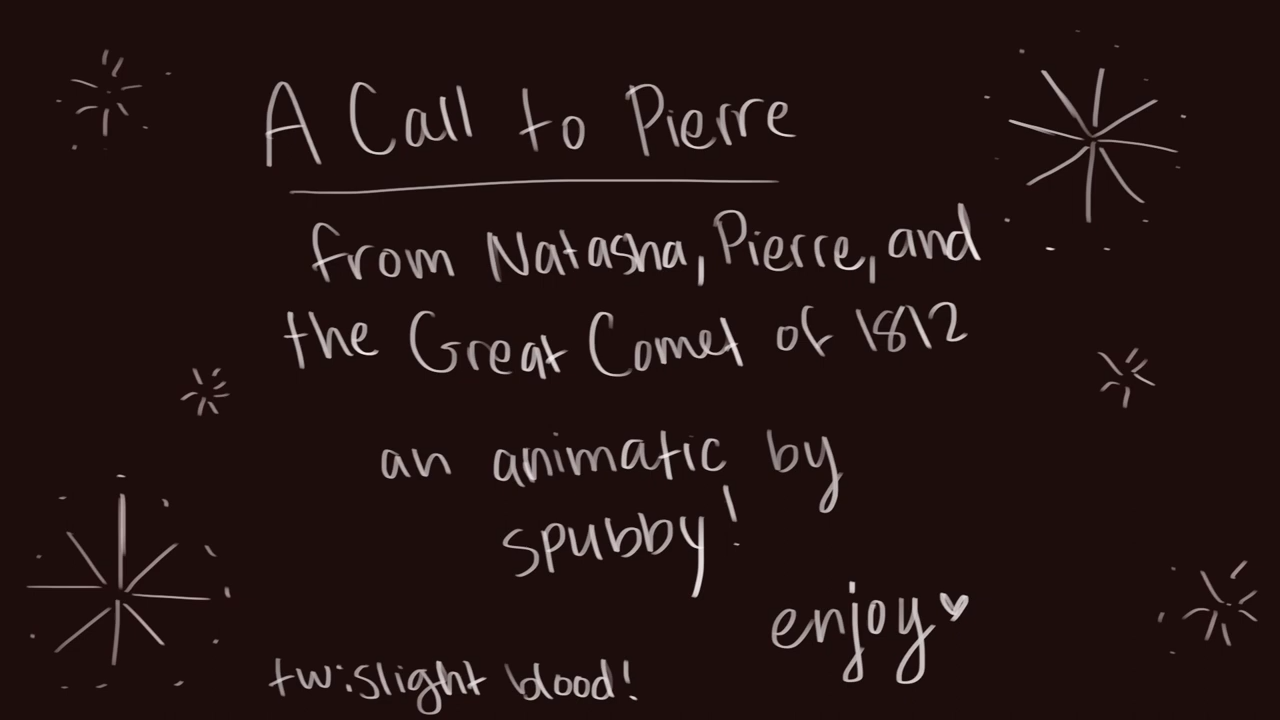 A Call to Pierre
from Natasha, Pierre, and
the Great Comet of 1812
an animatic by
spubby!
enjoy♥
tw: slight blood!